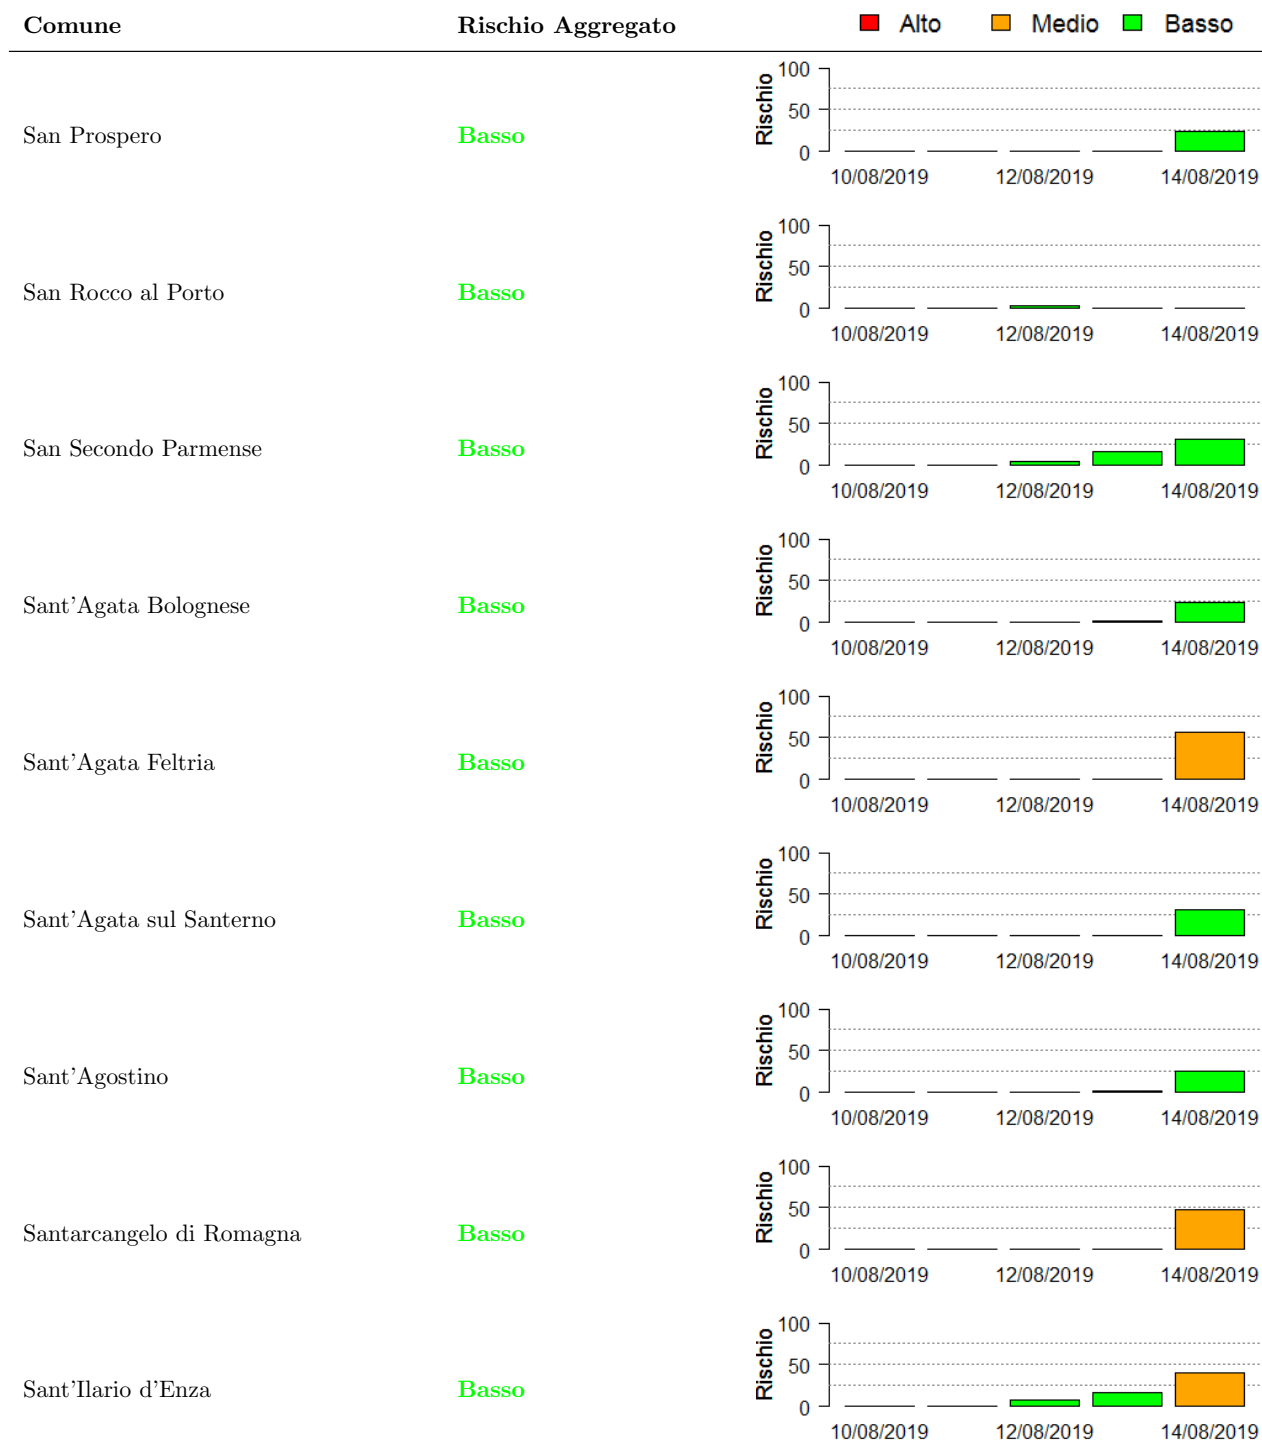 Comune Rischio Aggregato Alto Medio Basso
San Prospero Basso Rischio 100 50 0
10/08/2019 12/08/2019 14/08/2019
San Rocco al Porto Basso Rischio 100 50 0
10/08/2019 12/08/2019 14/08/2019
San Secondo Parmense Basso Rischio 100 50 0
10/08/2019 12/08/2019 14/08/2019
Sant'Agata Bolognese Basso Rischio 100 50 0
10/08/2019 12/08/2019 14/08/2019
Sant'Agata Feltria Basso Rischio 100 50 0
10/08/2019 12/08/2019 14/08/2019
Sant'Agata sul Santerno Basso Rischio 100 50 0
10/08/2019 12/08/2019 14/08/2019
Sant'Agostino Basso Rischio 100 50 0
10/08/2019 12/08/2019 14/08/2019
Santarcangelo di Romagna Basso Rischio 100 50 0
10/08/2019 12/08/2019 14/08/2019
Sant'Ilario d'Enza Basso Rischio 100 50 0
10/08/2019 12/08/2019 14/08/2019